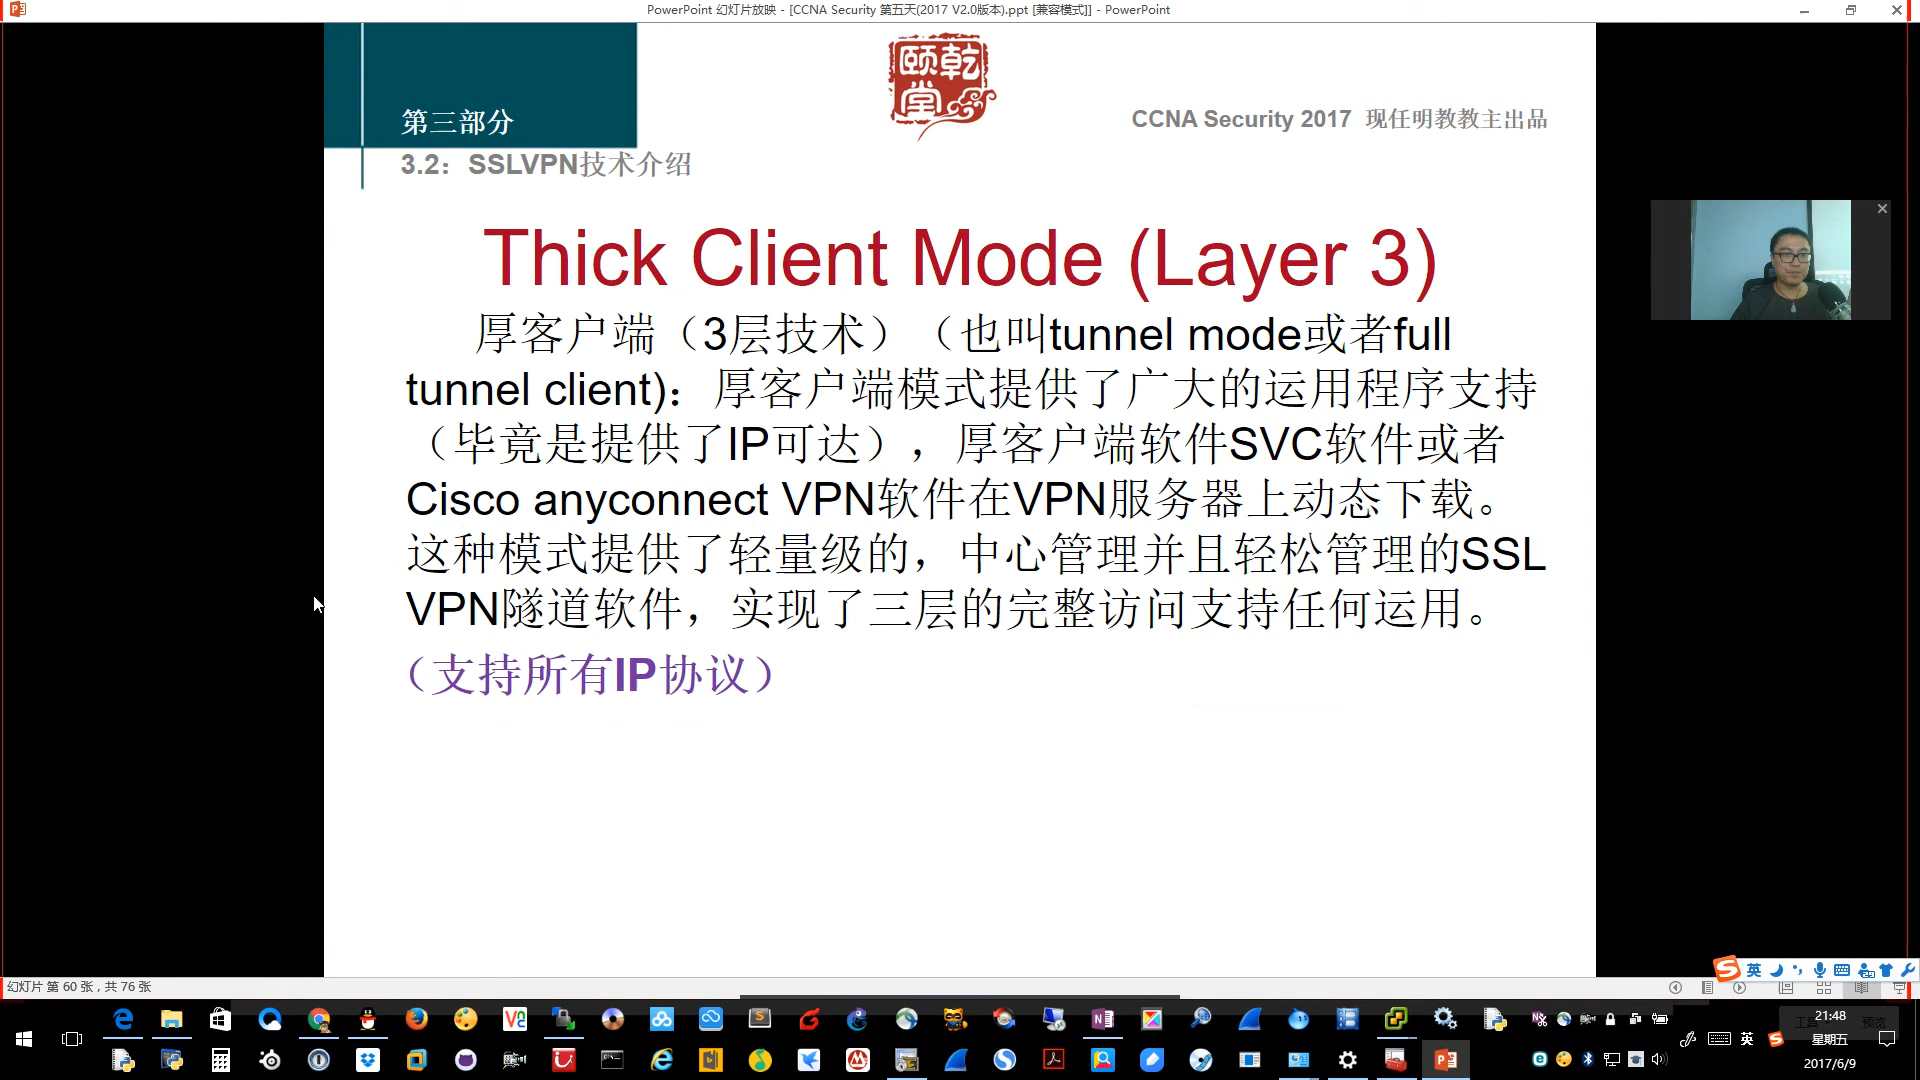 PowerPoint 幻灯片放映 - [CCNA Security 第五天(2017 V2.0版本).ppt [兼容模式]] - PowerPoint
颐乾堂
第三部分
CCNA Security 2017 现任明教教主出品
3.2：SSLVPN技术介绍
Thick Client Mode (Layer 3)
厚客户端（3层技术）（也叫tunnel mode或者full
tunnel client)：厚客户端模式提供了广大的运用程序支持
（毕竟是提供了IP可达），厚客户端软件SVC软件或者
Cisco anyconnect VPN软件在VPN服务器上动态下载。
这种模式提供了轻量级的，中心管理并且轻松管理的SSL
VPN隧道软件，实现了三层的完整访问支持任何运用。
（支持所有IP协议）
英
幻灯片 第 60 张，共 76 张
英
21:48
星期五
2017/6/9